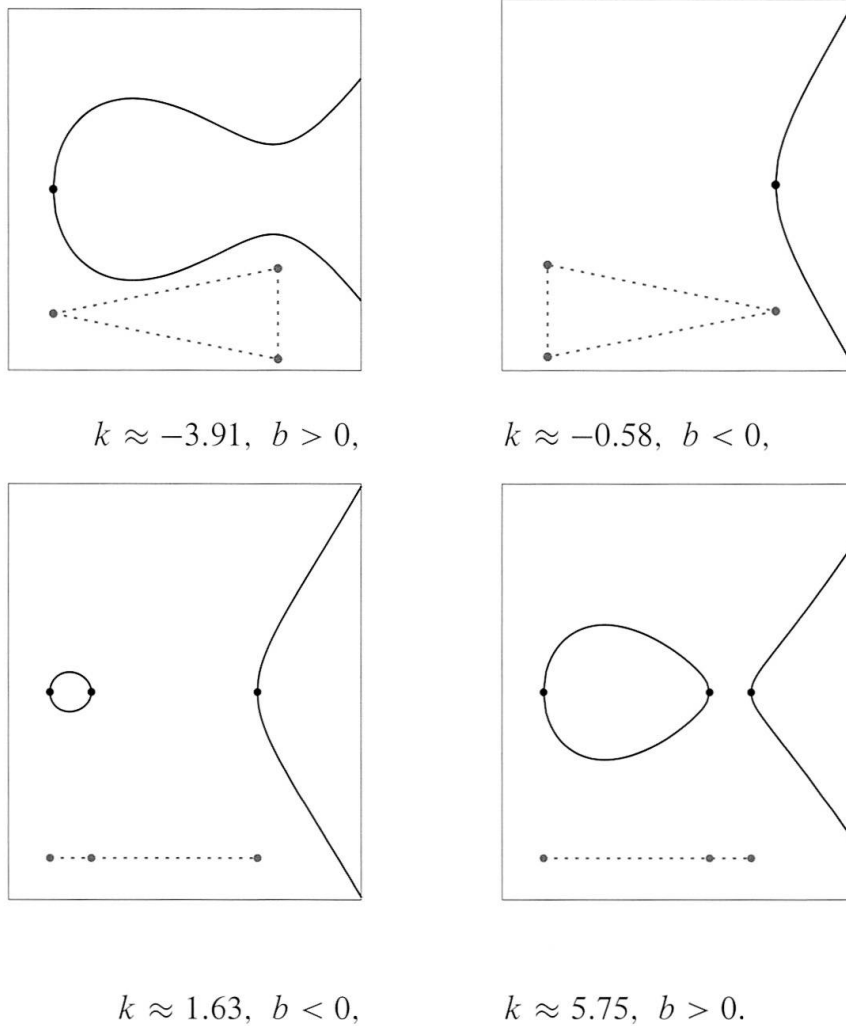 k ≈ −3.91, b > 0,
k ≈ −0.58, b < 0,
k ≈ 1.63, b < 0,
k ≈ 5.75, b > 0.